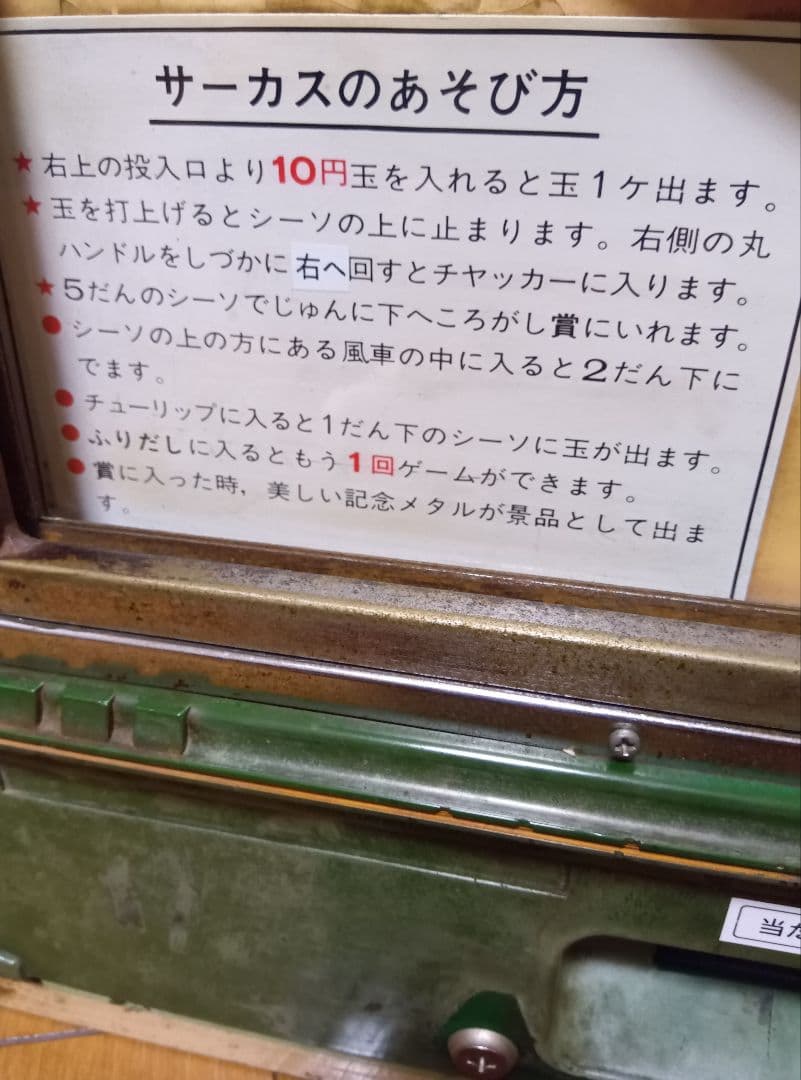 サーカスのあそび方
★右上の投入口より10円玉を入れると玉1ケ出ます。
★玉を打上げるとシーソの上に止まります。右側の丸
ハンドルをしづかに右へ回すとチヤッカーに入ります。
★5だんのシーソでじゅんに下へころがし賞にいれます。
●シーソの上の方にある風車の中に入ると2だん下に
でます。
●チューリップに入ると1だん下のシーソに玉が出ます。
●ふりだしに入るともう1回ゲームができます。
●賞に入った時，美しい記念メタルが景品として出ま
す。
当た